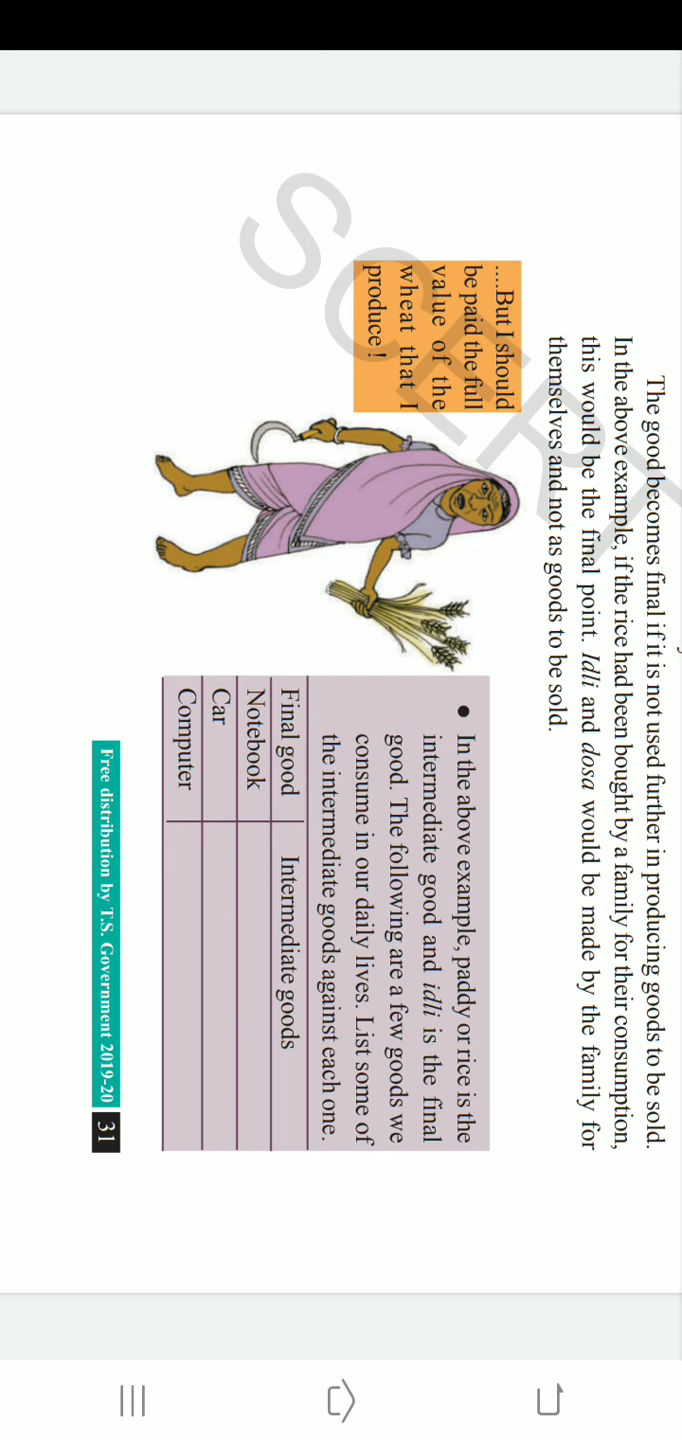 The good becomes final if it is not used further in producing goods to be sold.
In the above example, if the rice had been bought by a family for their consumption,
this would be the final point. Idli and dosa would be made by the family for
themselves and not as goods to be sold.
....But I should
be paid the full
value of the
wheat that I
produce !
● In the above example, paddy or rice is the
intermediate good and idli is the final
good. The following are a few goods we
consume in our daily lives. List some of
the intermediate goods against each one.
Final good Intermediate goods
Notebook
Car
Computer
Free distribution by T.S. Government 2019-20 31
SCERT